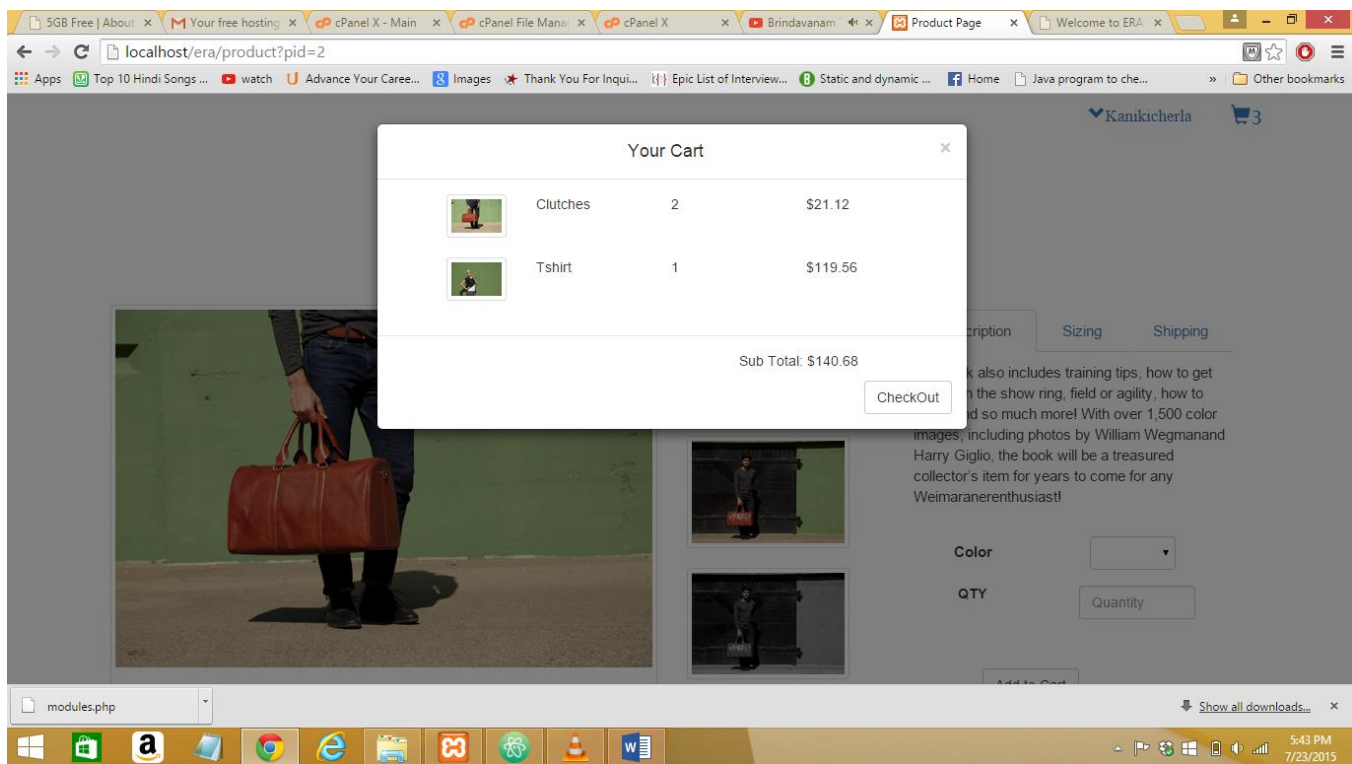 5GB Free | About
Your free hosting
cPanel X - Main
cPanel File Mana
cPanel X
Brindavanam
Product Page
Welcome to ERA
localhost/era/product?pid=2
Apps Top 10 Hindi Songs ... watch Advance Your Caree... Images Thank You For Inqui... Epic List of Interview... Static and dynamic ... Home Java program to che... » Other bookmarks
Kanikicherla 3
Your Cart ×
Clutches 2 $21.12
Tshirt 1 $119.56
Sub Total: $140.68
CheckOut
cription Sizing Shipping
k also includes training tips, how to get
n the show ring, field or agility, how to
nd so much more! With over 1,500 color
images, including photos by William Wegmanand
Harry Giglio, the book will be a treasured
collector's item for years to come for any
Weimaranerenthusiast!
Color
QTY Quantity
Add to Cart
modules.php
Show all downloads...
5:43 PM
7/23/2015